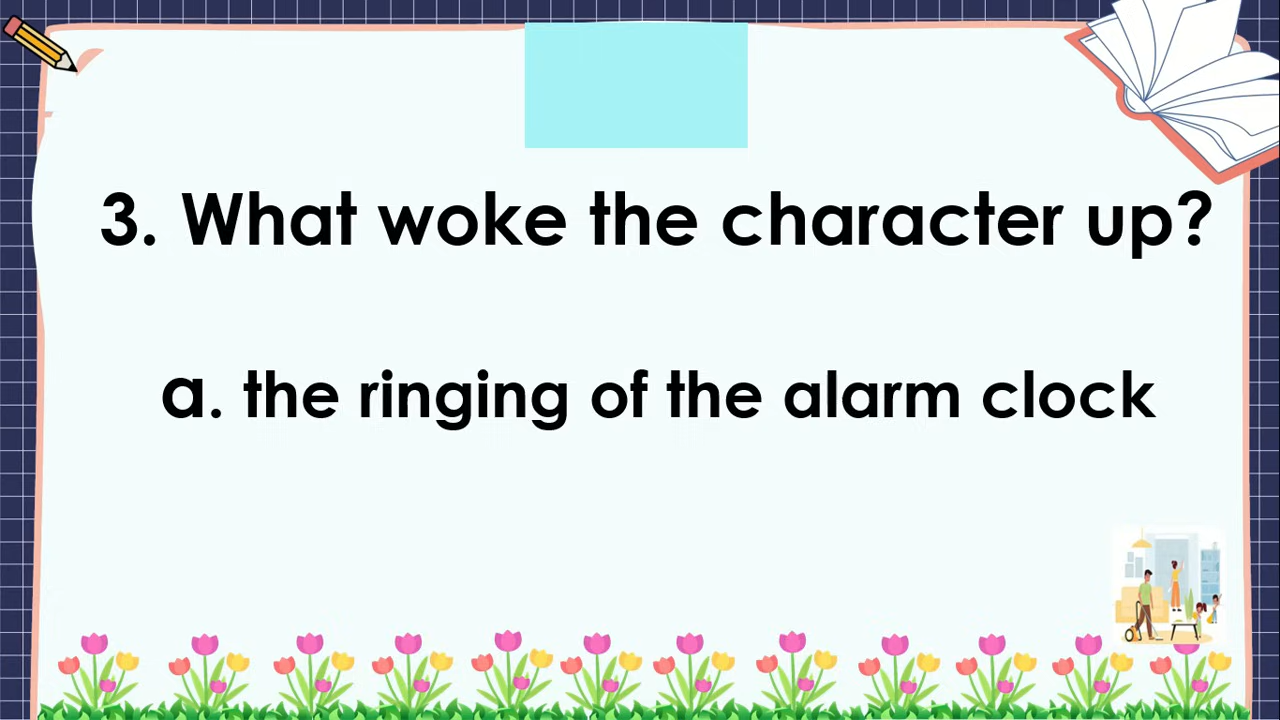 3. What woke the character up?
a. the ringing of the alarm clock